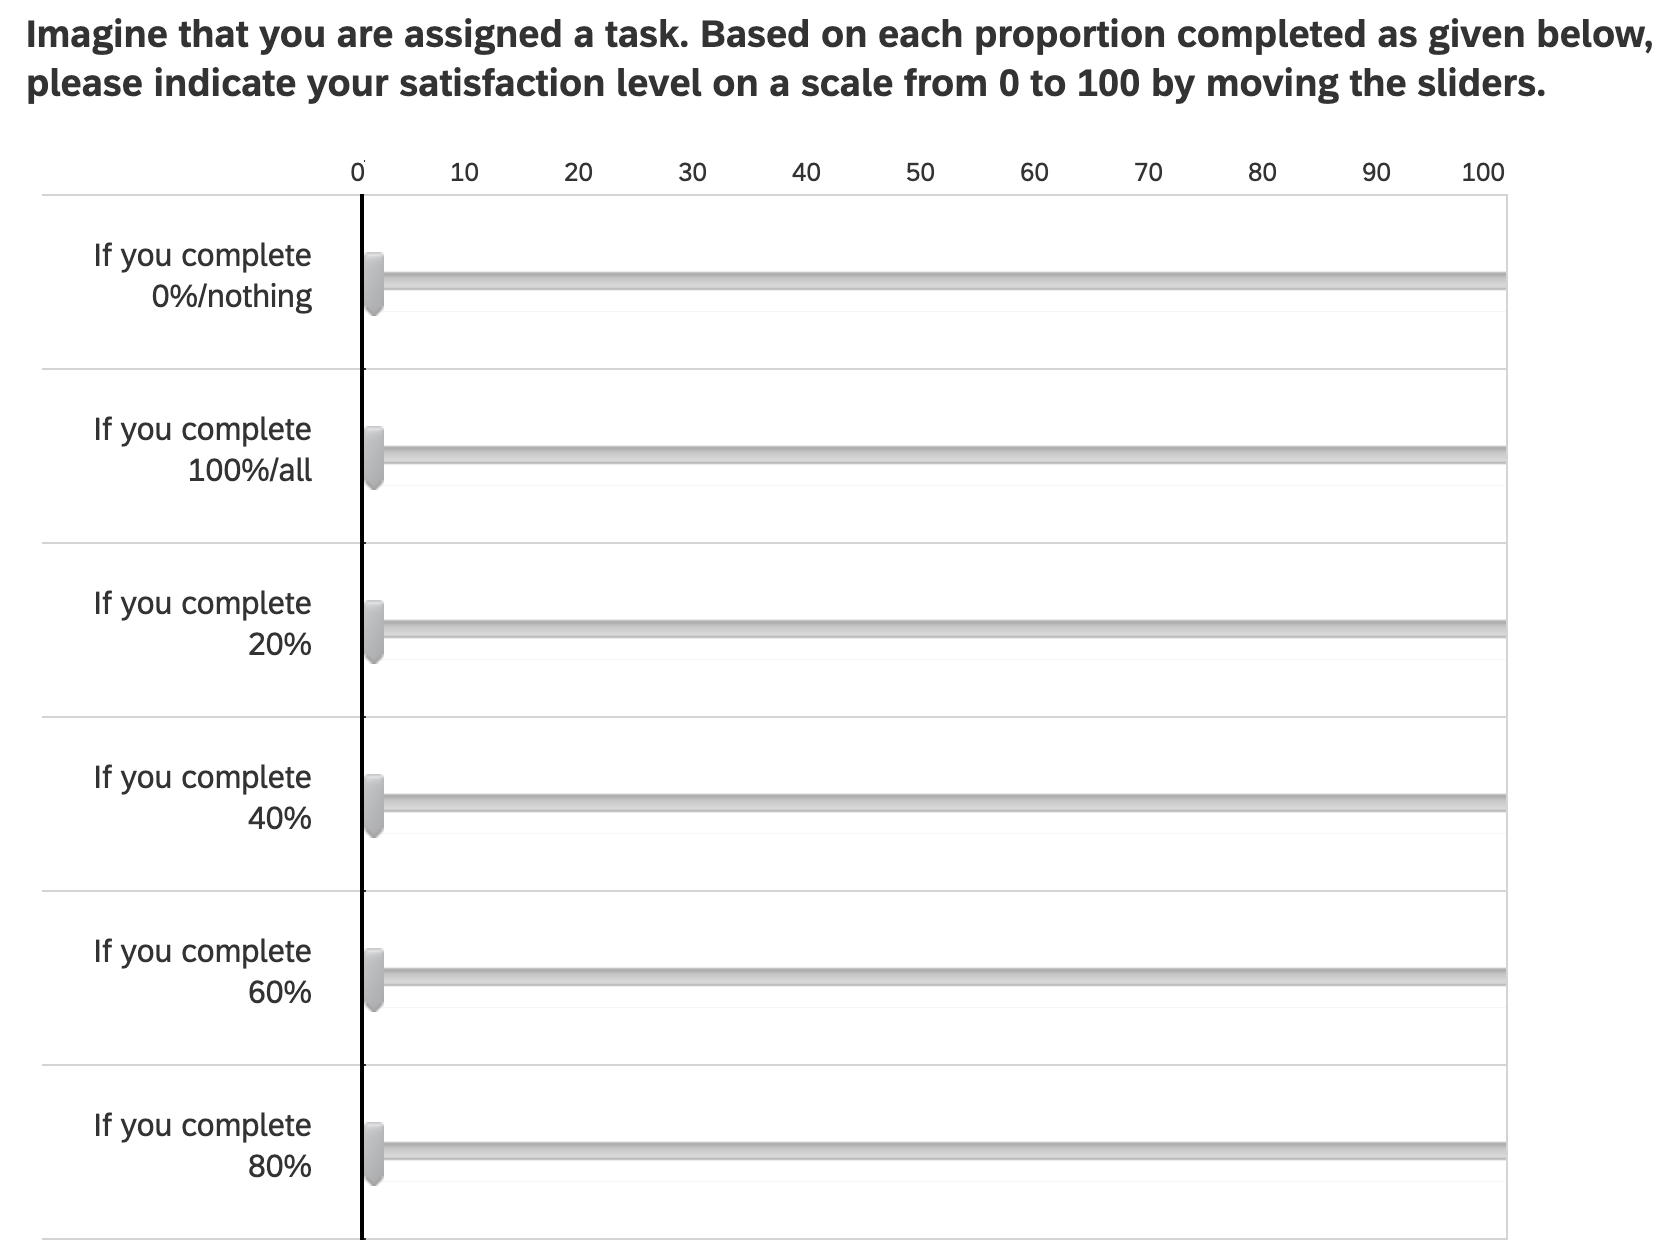 Imagine that you are assigned a task. Based on each proportion completed as given below,
please indicate your satisfaction level on a scale from 0 to 100 by moving the sliders.
0 10 20 30 40 50 60 70 80 90 100
If you complete
0%/nothing
If you complete
100%/all
If you complete
20%
If you complete
40%
If you complete
60%
If you complete
80%